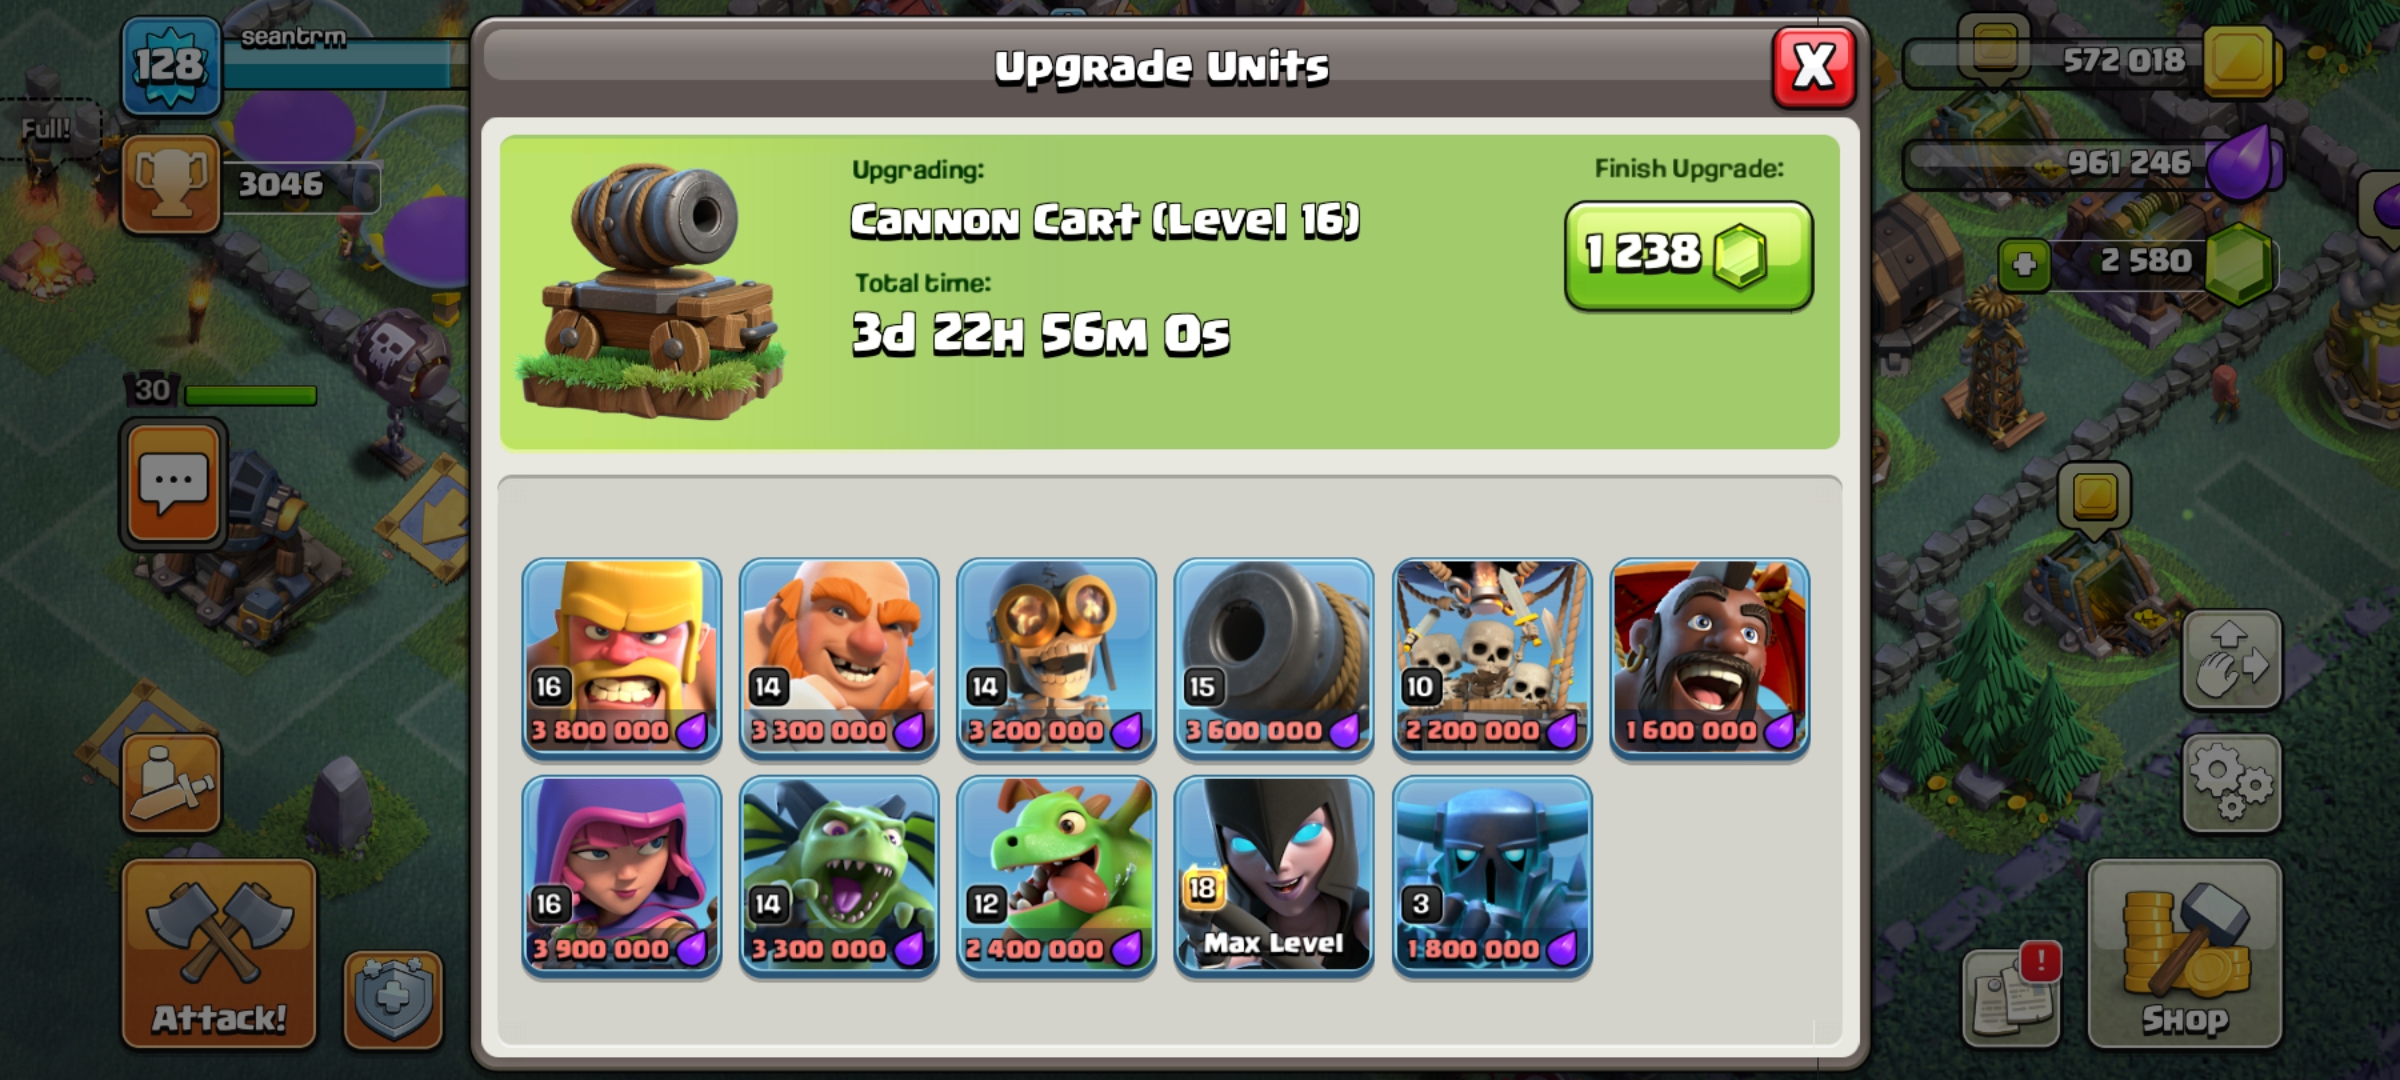 128
seantrm
Upgrade Units
X
572 018
Full!
3046
961 246
Upgrading:
Cannon Cart (Level 16)
Total time:
3d 22H 56M 0s
Finish Upgrade:
1 238
2 580
30
16
3 800 000
14
3 300 000
14
3 200 000
15
3 600 000
10
2 200 000
1 600 000
16
3 900 000
14
3 300 000
12
2 400 000
18
Max Level
3
1 800 000
Attack!
!
Shop